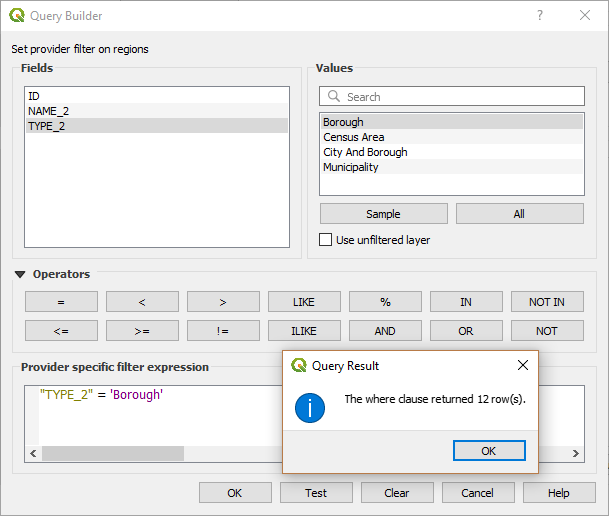 Query Builder
?
Set provider filter on regions
Fields
ID
NAME_2
TYPE_2
Values
Search
Borough
Census Area
City And Borough
Municipality
Sample All
Use unfiltered layer
Operators
= < > LIKE % IN NOT IN
<= >= != ILIKE AND OR NOT
Provider specific filter expression
"TYPE_2" = 'Borough'
Query Result
The where clause returned 12 row(s).
OK
OK Test Clear Cancel Help